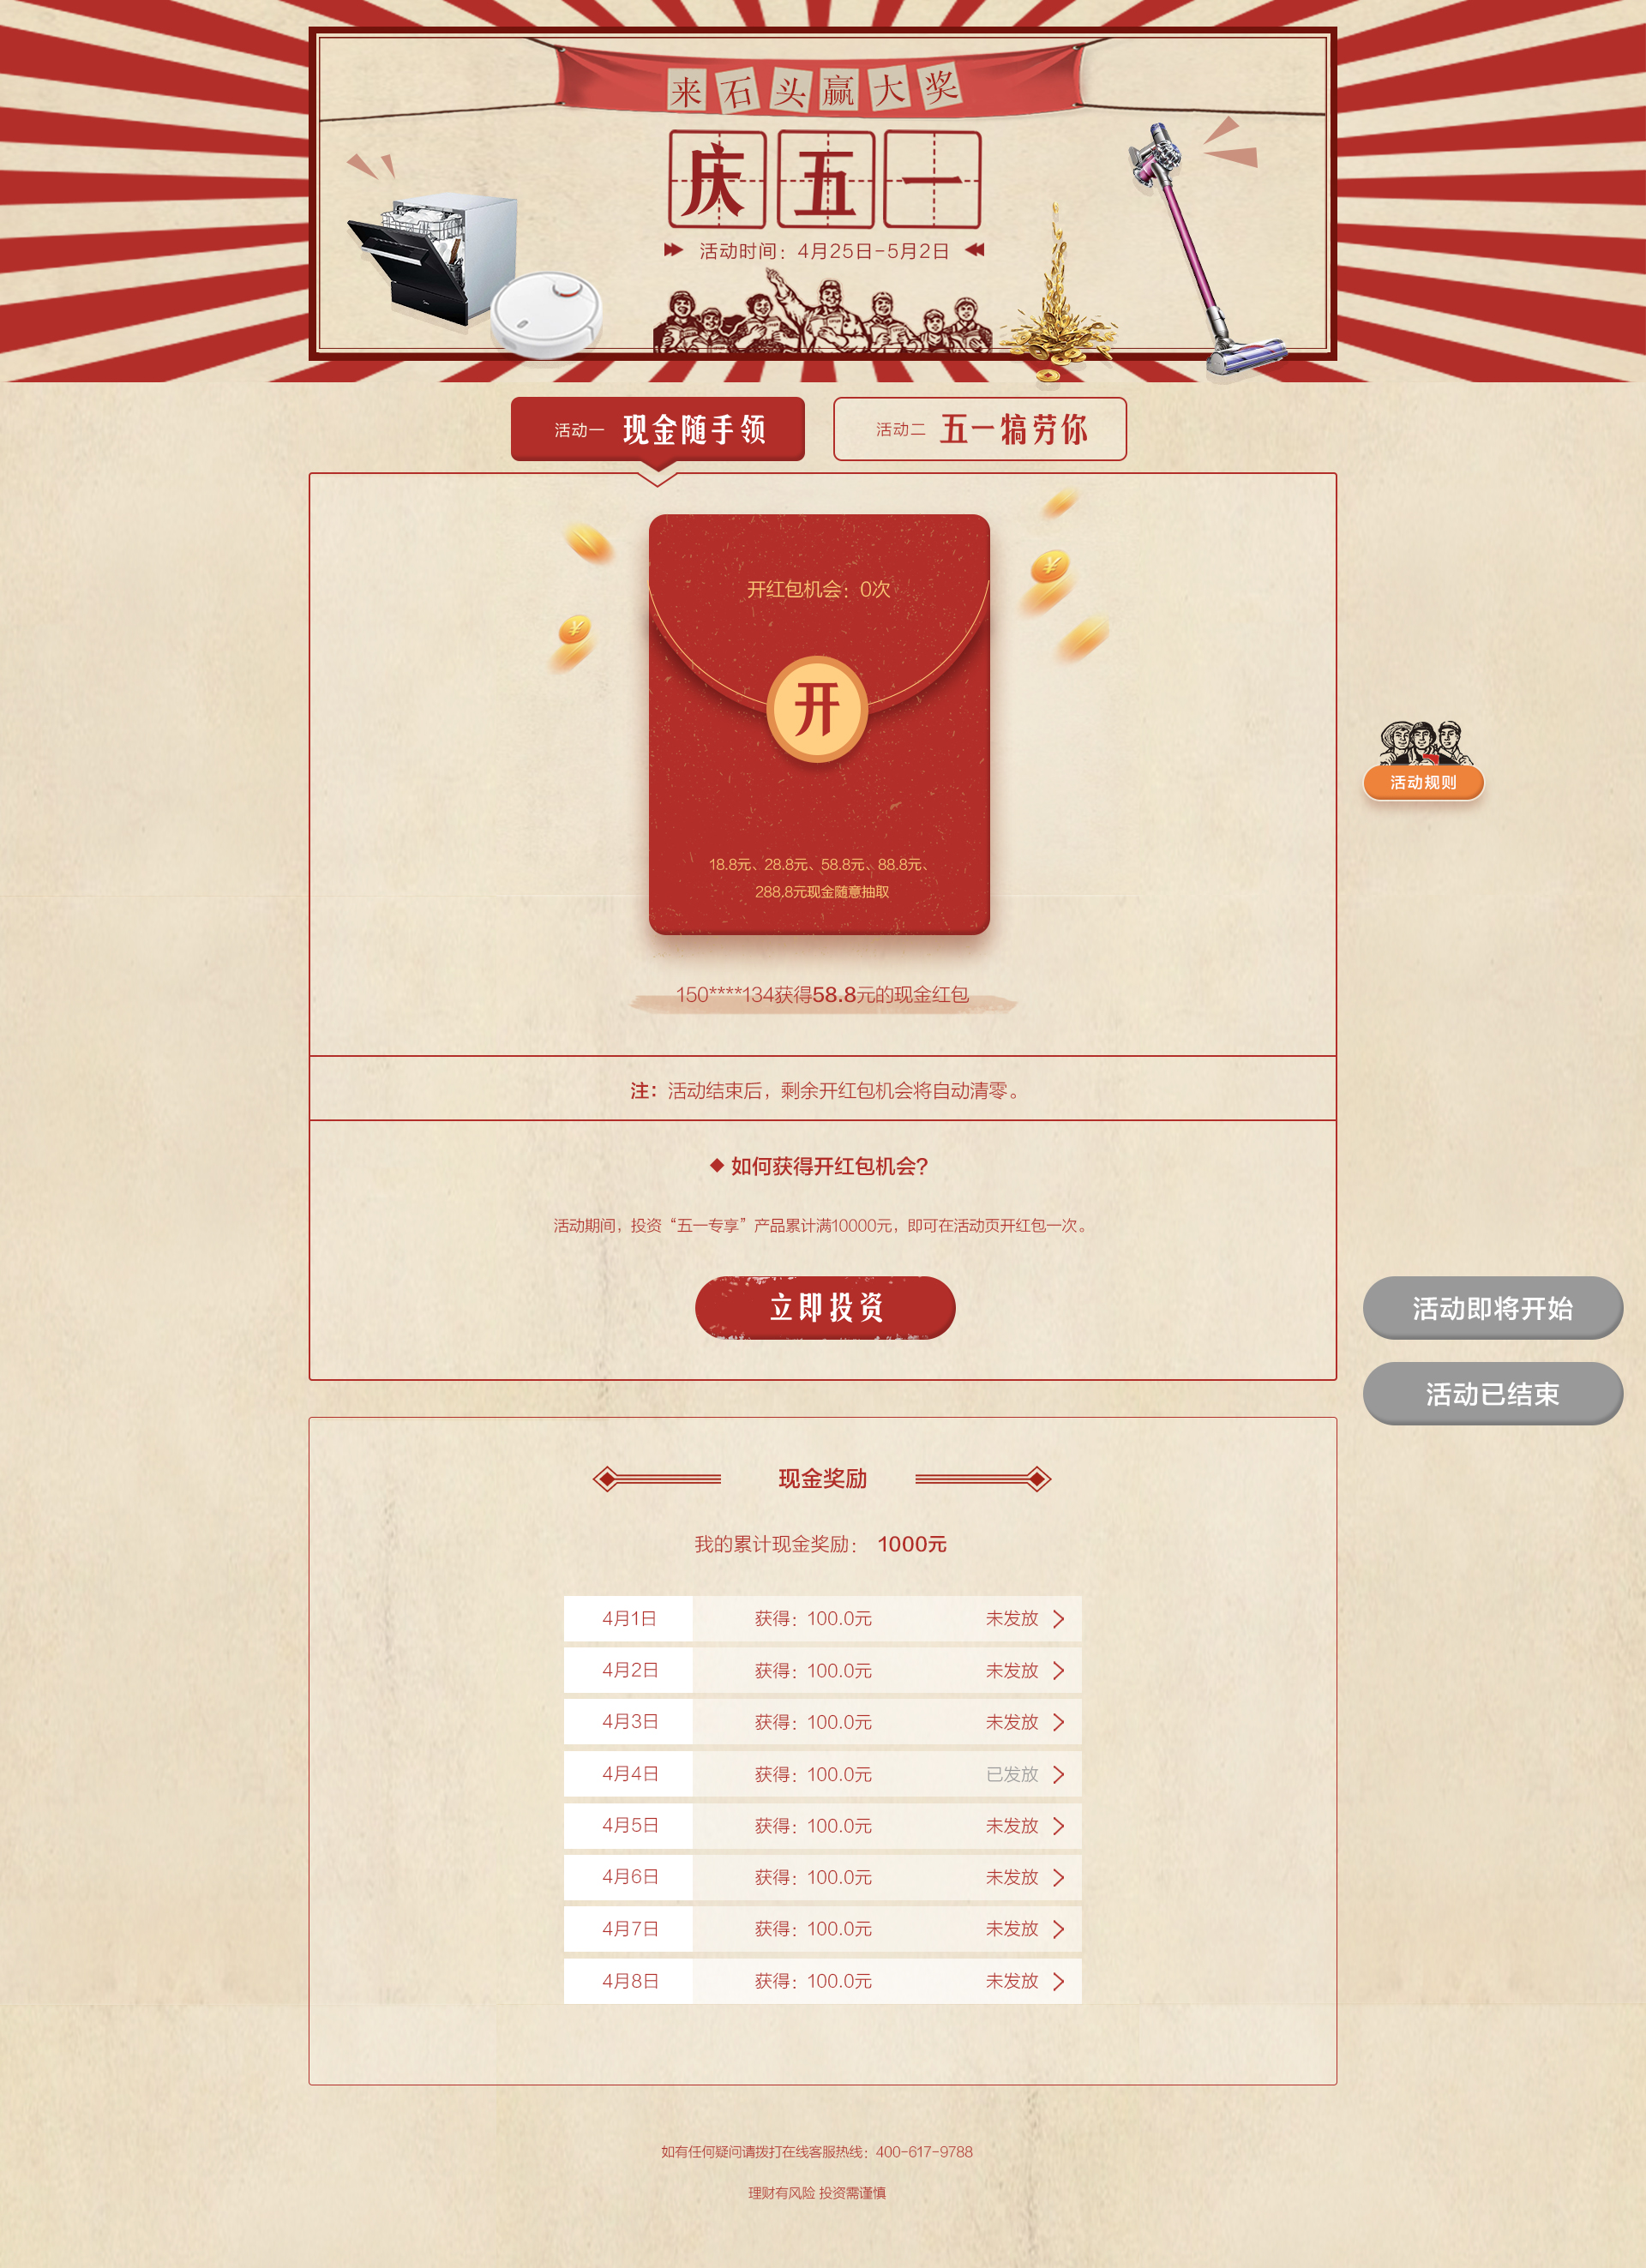 来石头赢大奖
庆五一
活动时间：4月25日-5月2日
活动一 现金随手领
活动二 五一犒劳你
开红包机会：0次
开
活动规则
18.8元、28.8元、58.8元、88.8元、
288.8元现金随意抽取
150****134获得58.8元的现金红包
注：活动结束后，剩余开红包机会将自动清零。
如何获得开红包机会?
活动期间，投资“五一专享”产品累计满10000元，即可在活动页开红包一次。
立即投资
活动即将开始
活动已结束
现金奖励
我的累计现金奖励： 1000元
4月1日 获得：100.0元 未发放
4月2日 获得：100.0元 未发放
4月3日 获得：100.0元 未发放
4月4日 获得：100.0元 已发放
4月5日 获得：100.0元 未发放
4月6日 获得：100.0元 未发放
4月7日 获得：100.0元 未发放
4月8日 获得：100.0元 未发放
如有任何疑问请拨打在线客服热线：400-617-9788
理财有风险 投资需谨慎